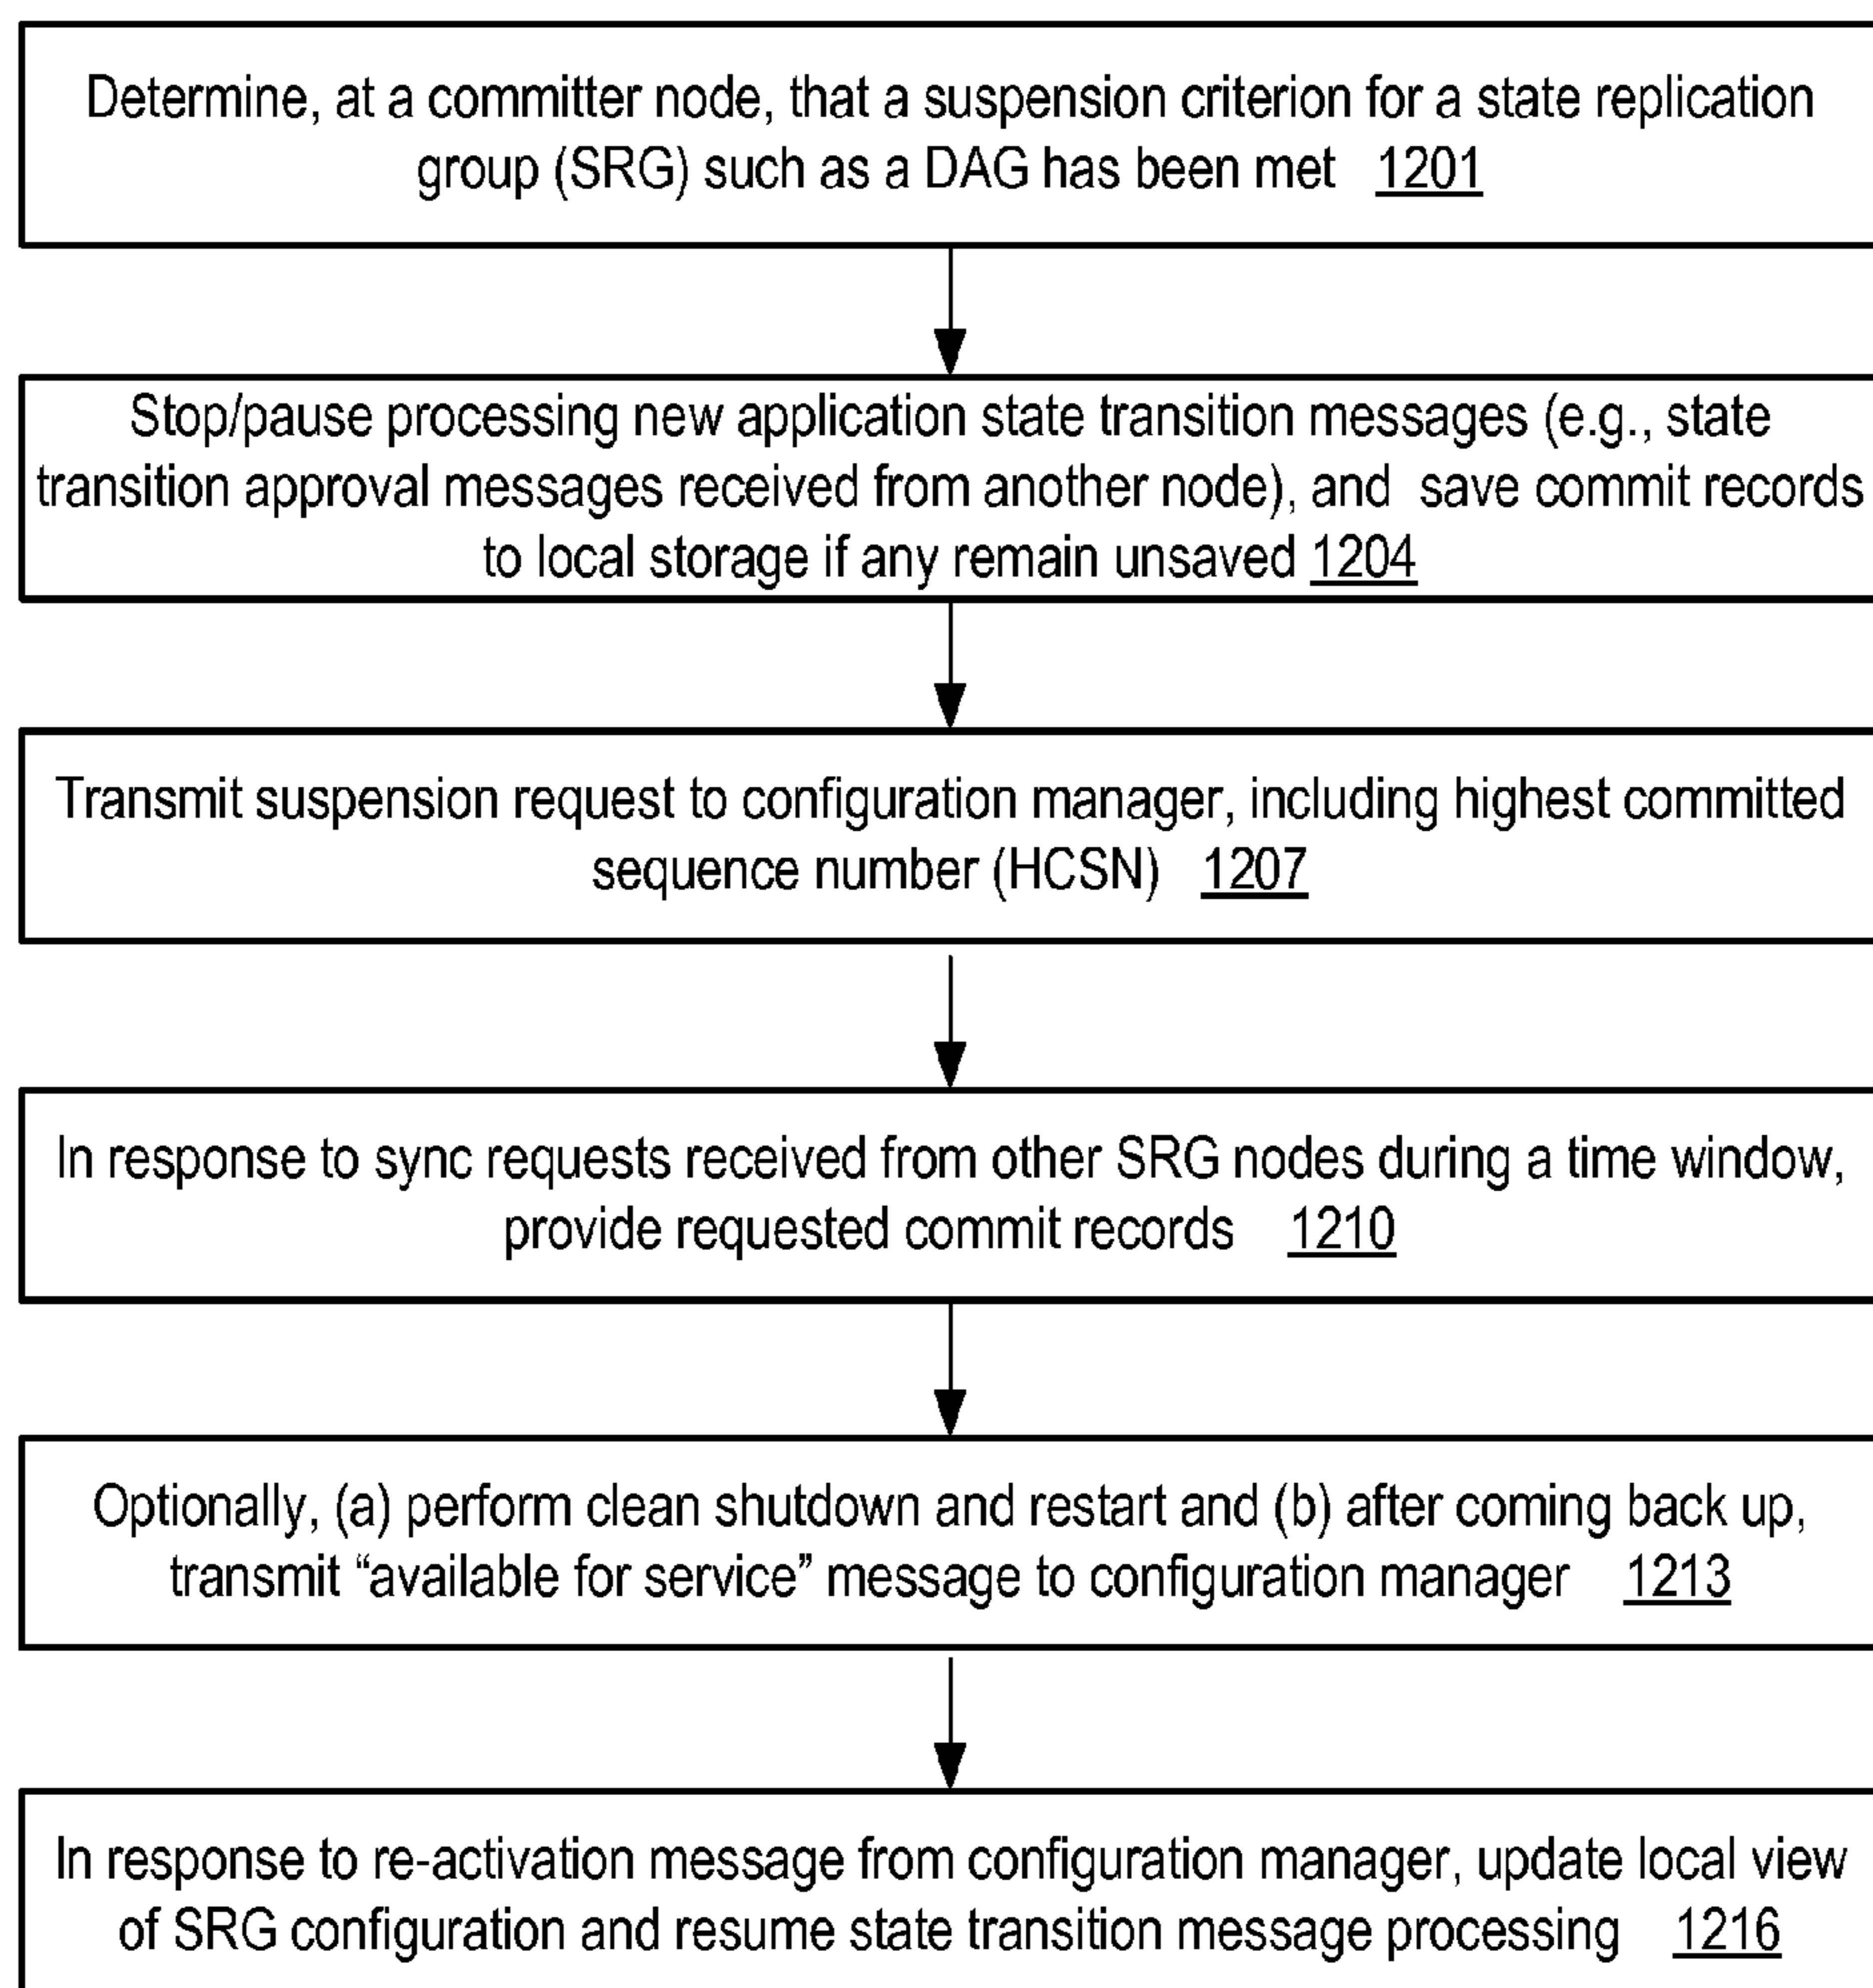 Determine, at a committer node, that a suspension criterion for a state replication
group (SRG) such as a DAG has been met 1201
Stop/pause processing new application state transition messages (e.g., state
transition approval messages received from another node), and save commit records
to local storage if any remain unsaved 1204
Transmit suspension request to configuration manager, including highest committed
sequence number (HCSN) 1207
In response to sync requests received from other SRG nodes during a time window,
provide requested commit records 1210
Optionally, (a) perform clean shutdown and restart and (b) after coming back up,
transmit “available for service” message to configuration manager 1213
In response to re-activation message from configuration manager, update local view
of SRG configuration and resume state transition message processing 1216